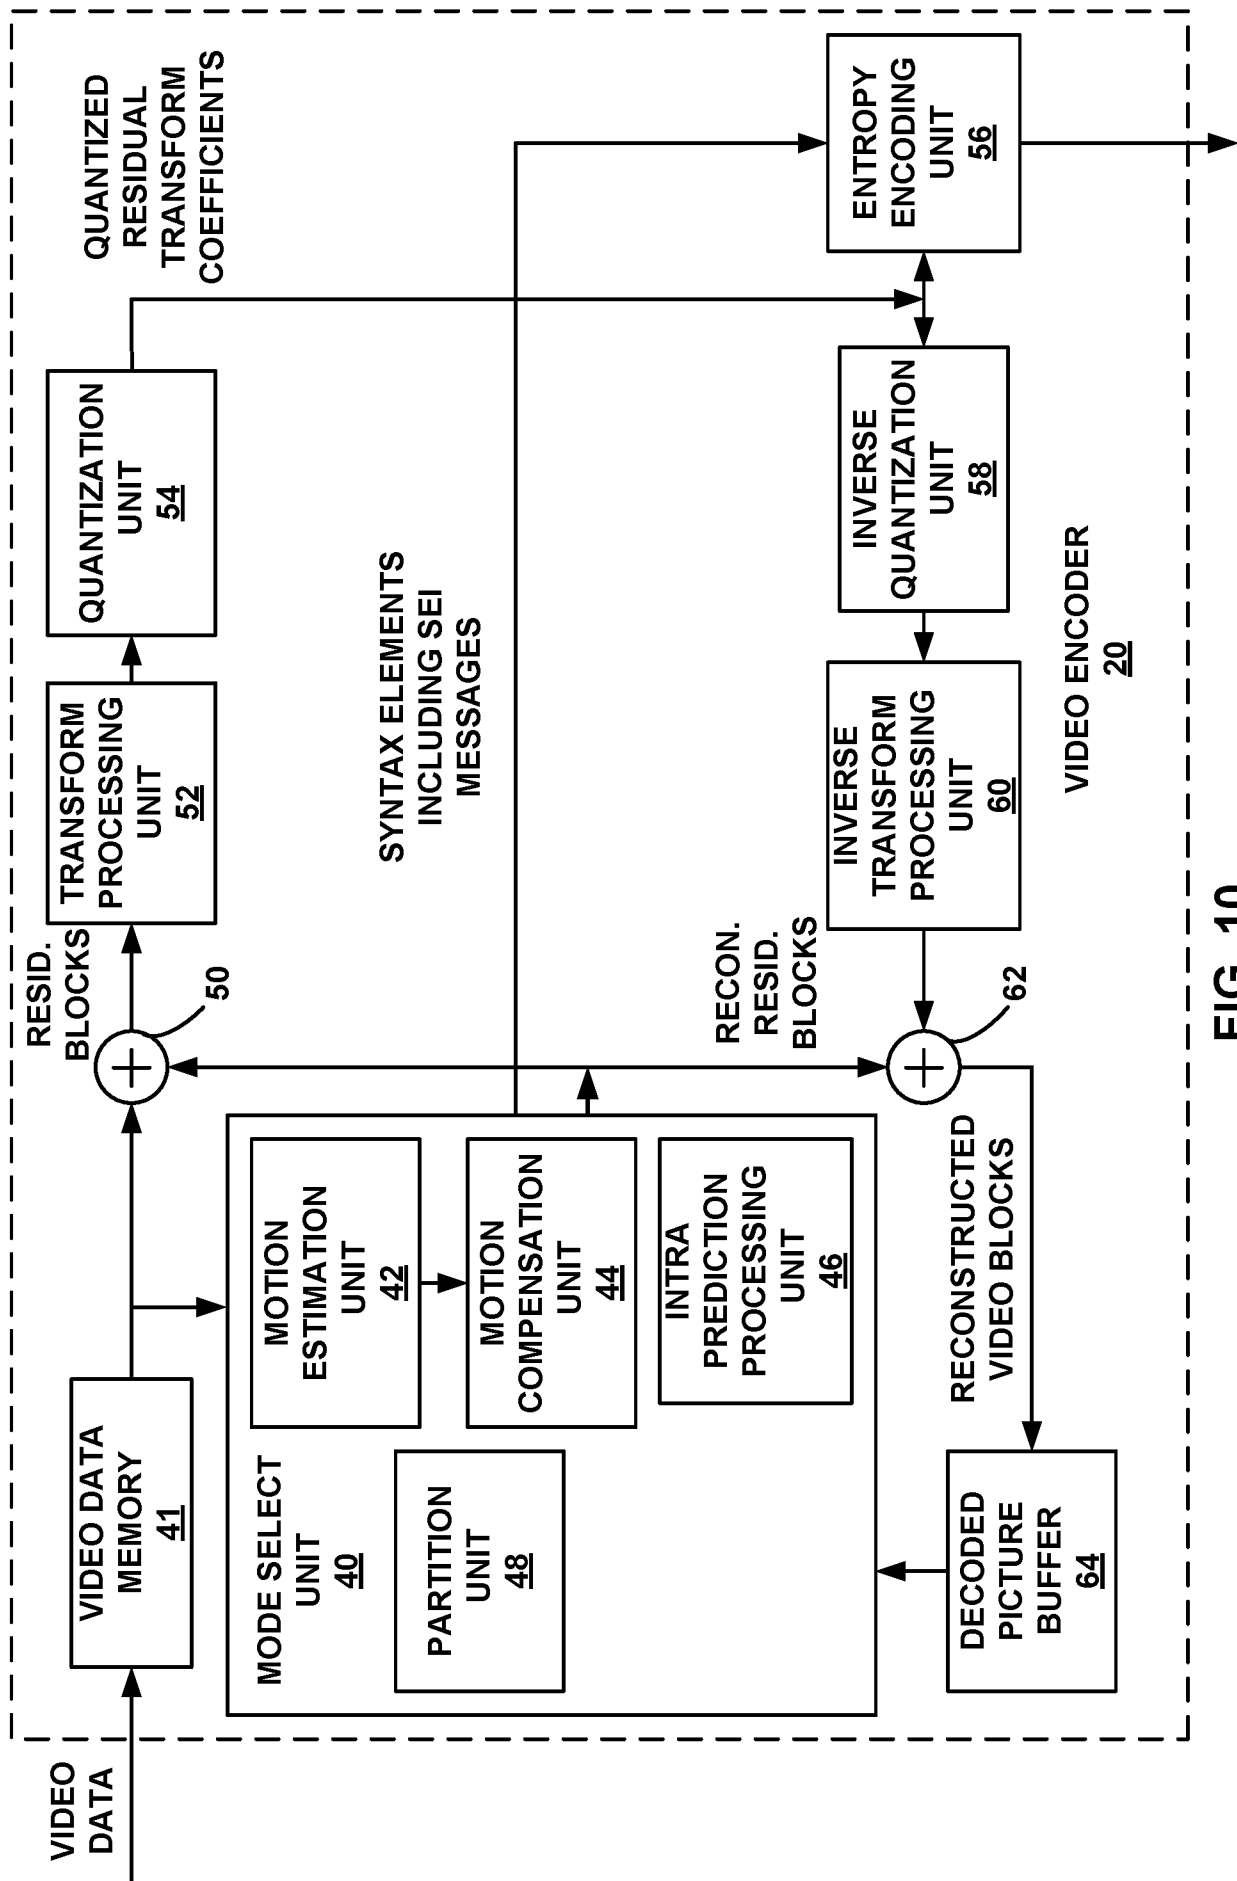 VIDEO
DATA
VIDEO DATA
MEMORY
41
RESID.
BLOCKS
50
TRANSFORM
PROCESSING
UNIT
52
QUANTIZATION
UNIT
54
QUANTIZED
RESIDUAL
TRANSFORM
COEFFICIENTS
MODE SELECT
UNIT
40
PARTITION
UNIT
48
MOTION
ESTIMATION
UNIT
42
MOTION
COMPENSATION
UNIT
44
INTRA
PREDICTION
PROCESSING
UNIT
46
SYNTAX ELEMENTS
INCLUDING SEI
MESSAGES
RECON.
RESID.
BLOCKS
62
INVERSE
TRANSFORM
PROCESSING
UNIT
60
INVERSE
QUANTIZATION
UNIT
58
ENTROPY
ENCODING
UNIT
56
DECODED
PICTURE
BUFFER
64
RECONSTRUCTED
VIDEO BLOCKS
VIDEO ENCODER
20
FIG. 10